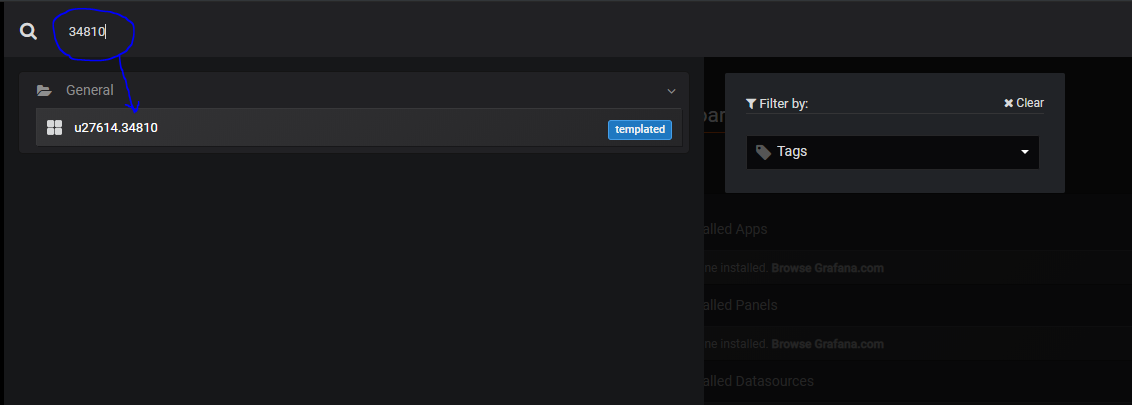 34810
General
u27614.34810
templated
Filter by:
Clear
Tags
alled Apps
ne installed. Browse Grafana.com
alled Panels
ne installed. Browse Grafana.com
alled Datasources